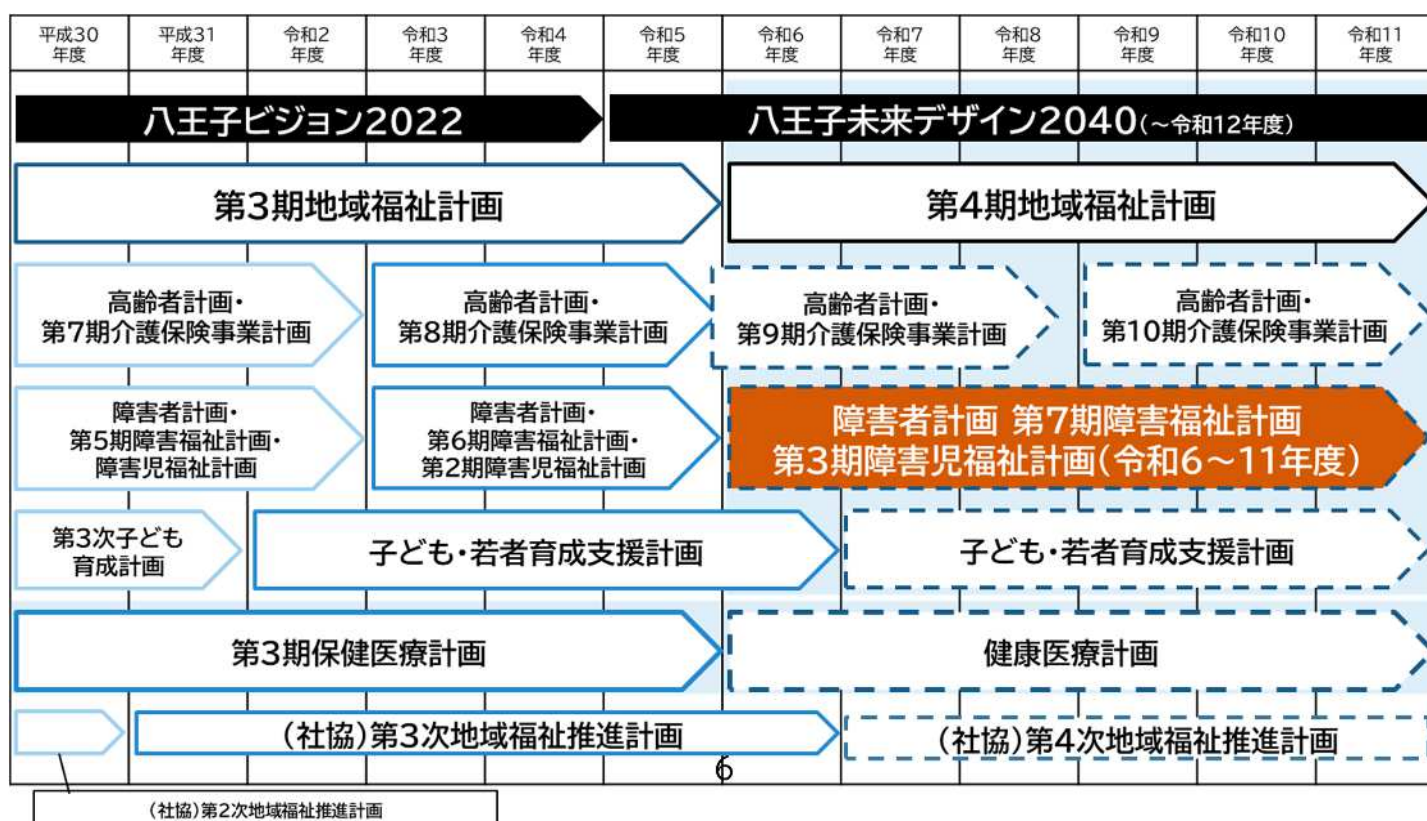 平成30
年度
平成31
年度
令和2
年度
令和3
年度
令和4
年度
令和5
年度
令和6
年度
令和7
年度
令和8
年度
令和9
年度
令和10
年度
令和11
年度
八王子ビジョン2022
八王子未来デザイン2040(～令和12年度)
第3期地域福祉計画
第4期地域福祉計画
高齢者計画・
第7期介護保険事業計画
高齢者計画・
第8期介護保険事業計画
高齢者計画・
第9期介護保険事業計画
高齢者計画・
第10期介護保険事業計画
障害者計画・
第5期障害福祉計画・
障害児福祉計画
障害者計画・
第6期障害福祉計画・
第2期障害児福祉計画
障害者計画 第7期障害福祉計画
第3期障害児福祉計画(令和6～11年度)
第3次子ども
育成計画
子ども・若者育成支援計画
子ども・若者育成支援計画
第3期保健医療計画
健康医療計画
(社協)第3次地域福祉推進計画
(社協)第4次地域福祉推進計画
6
(社協)第2次地域福祉推進計画